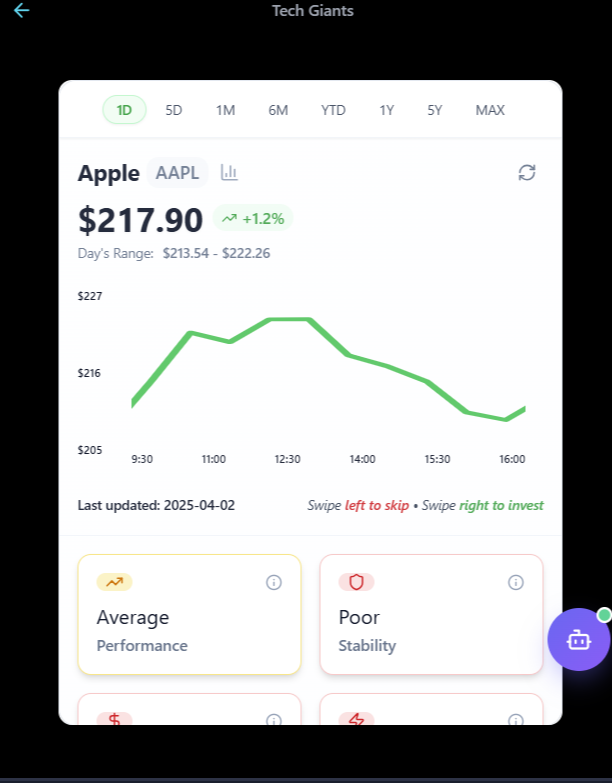 Tech Giants
1D 5D 1M 6M YTD 1Y 5Y MAX
Apple AAPL
$217.90 +1.2%
Day's Range: $213.54 - $222.26
$227
$216
$205
9:30 11:00 12:30 14:00 15:30 16:00
Last updated: 2025-04-02 Swipe left to skip • Swipe right to invest
Average
Performance
Poor
Stability